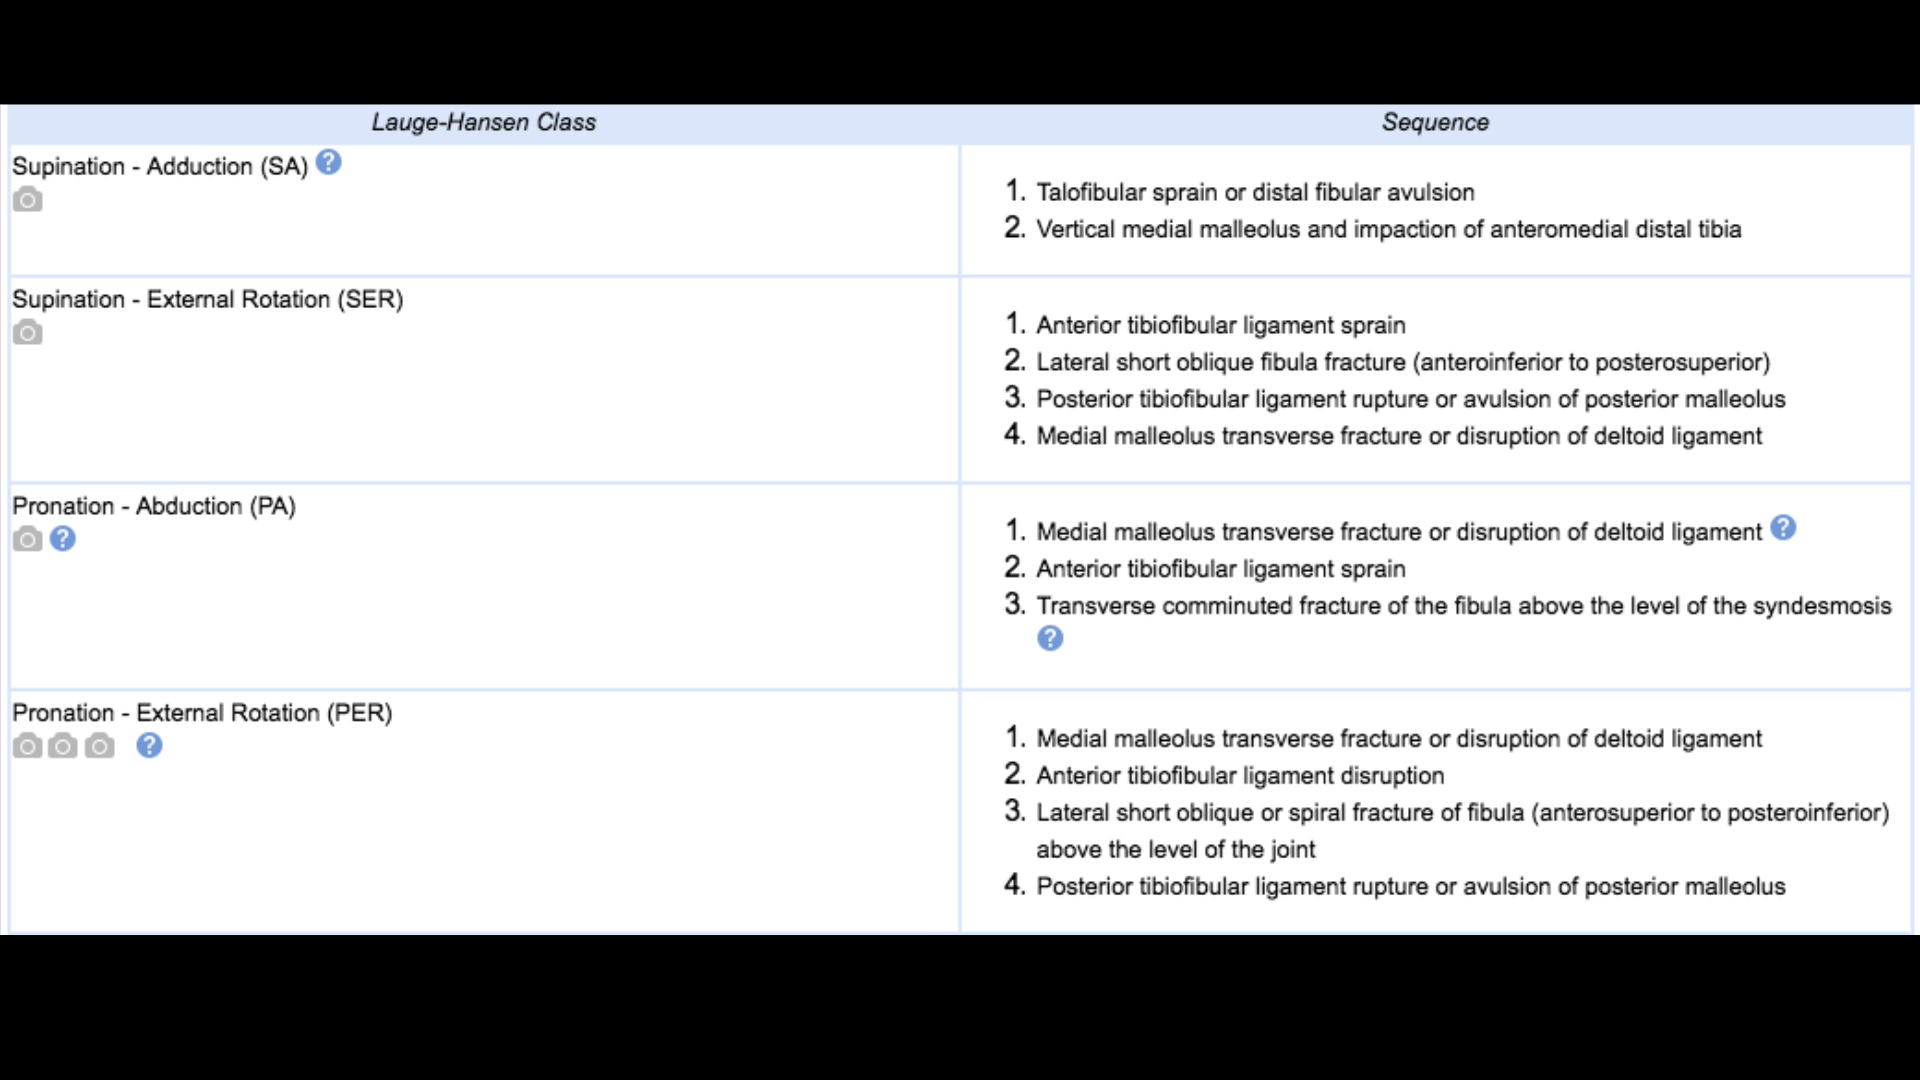 Lauge-Hansen Class
Sequence
Supination - Adduction (SA) ?
1. Talofibular sprain or distal fibular avulsion
2. Vertical medial malleolus and impaction of anteromedial distal tibia
Supination - External Rotation (SER)
1. Anterior tibiofibular ligament sprain
2. Lateral short oblique fibula fracture (anteroinferior to posterosuperior)
3. Posterior tibiofibular ligament rupture or avulsion of posterior malleolus
4. Medial malleolus transverse fracture or disruption of deltoid ligament
Pronation - Abduction (PA)
?
1. Medial malleolus transverse fracture or disruption of deltoid ligament ?
2. Anterior tibiofibular ligament sprain
3. Transverse comminuted fracture of the fibula above the level of the syndesmosis
?
Pronation - External Rotation (PER)
?
1. Medial malleolus transverse fracture or disruption of deltoid ligament
2. Anterior tibiofibular ligament disruption
3. Lateral short oblique or spiral fracture of fibula (anterosuperior to posteroinferior)
above the level of the joint
4. Posterior tibiofibular ligament rupture or avulsion of posterior malleolus